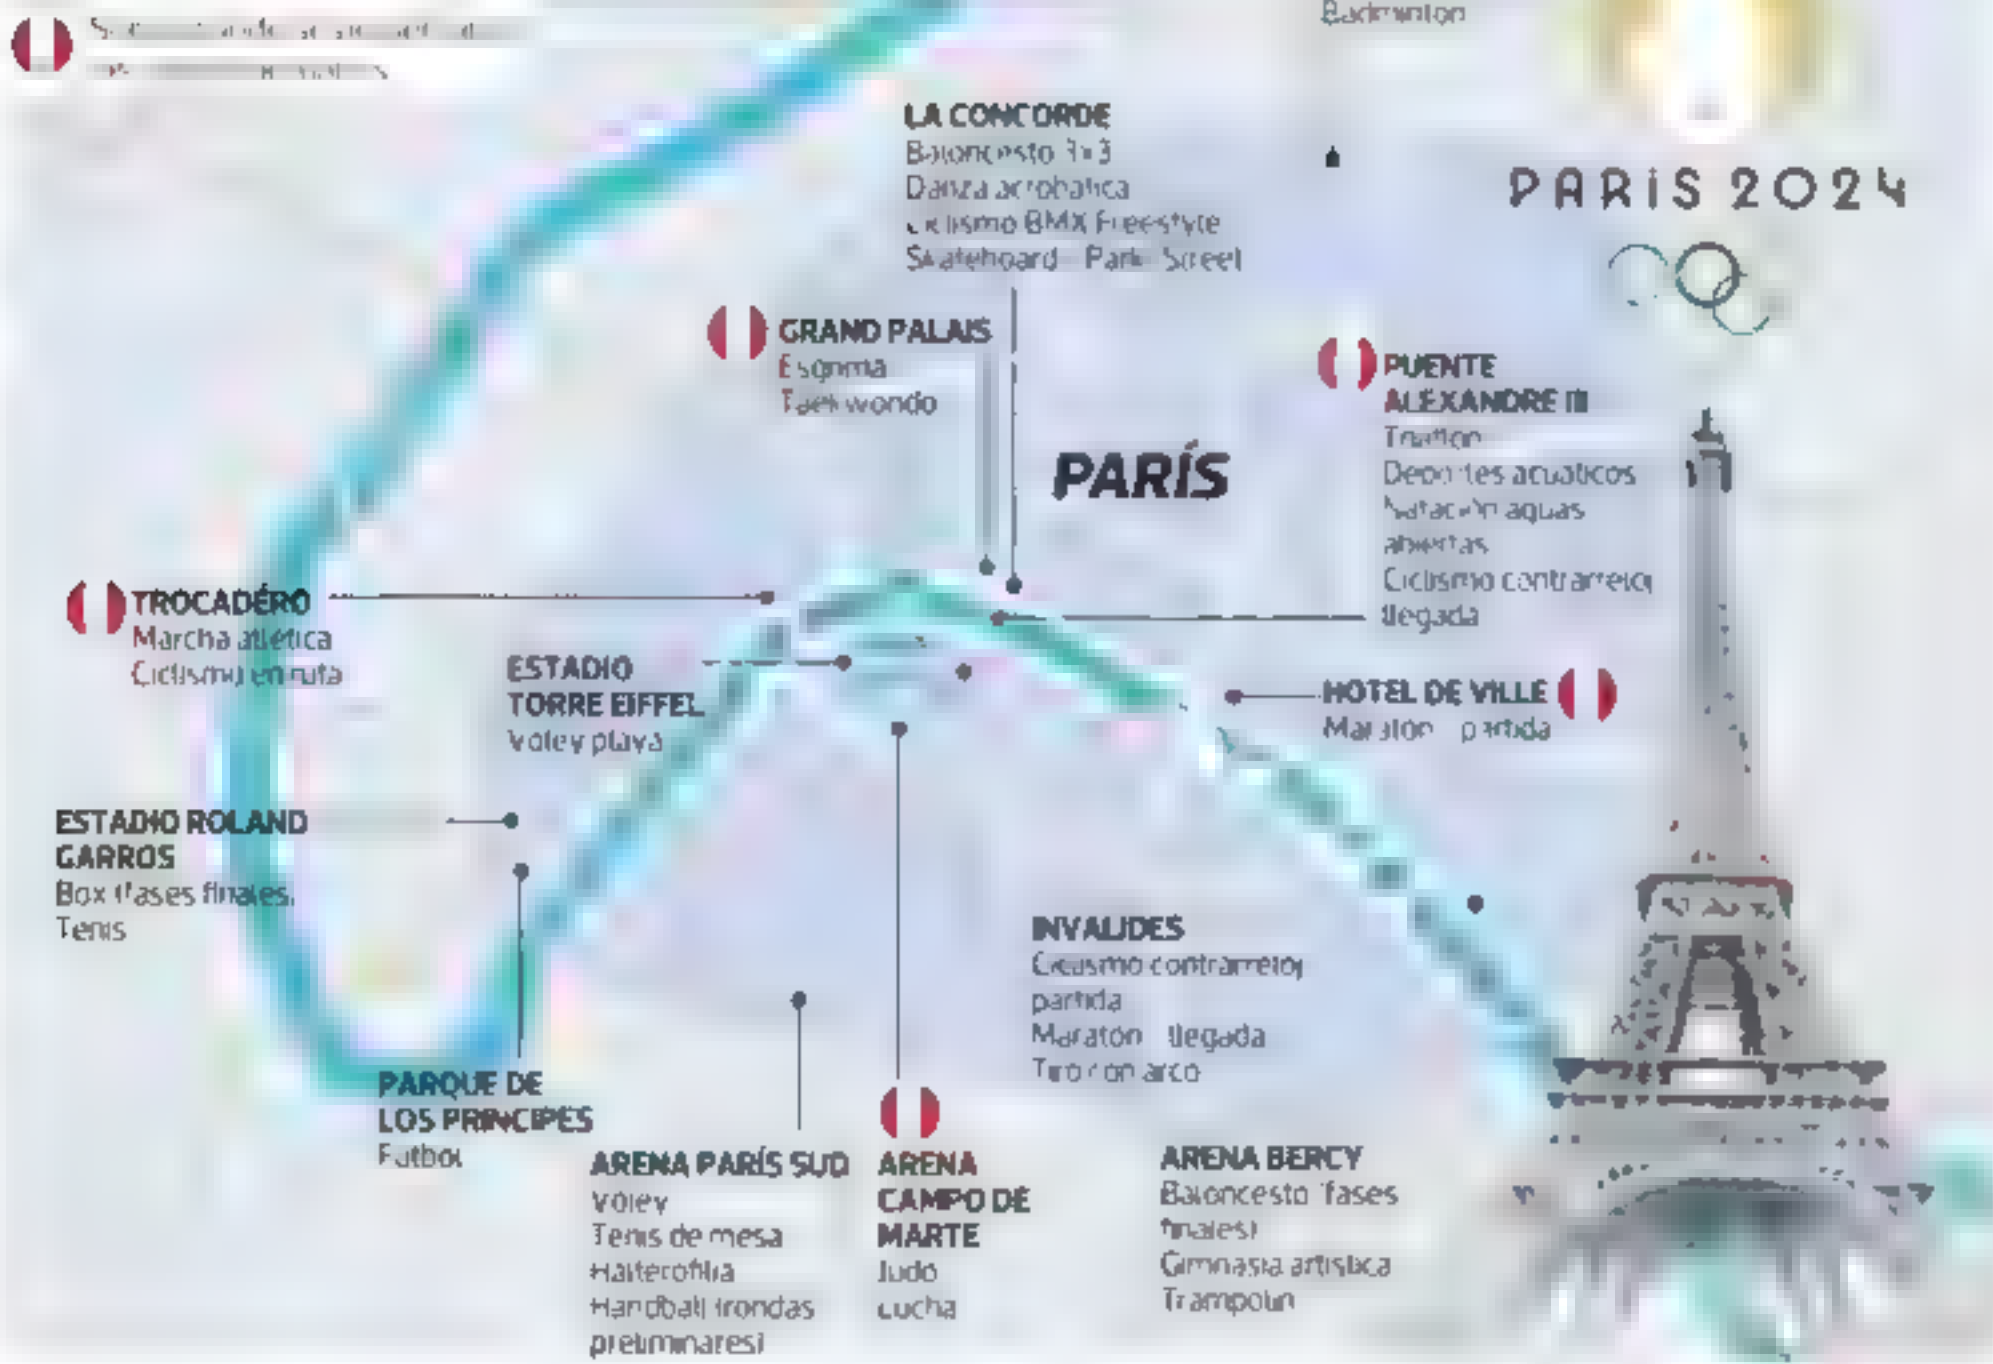 Badminton
LA CONCORDE
Baloncesto 3x3
Danza acrobática
Ciclismo BMX Freestyle
Skateboard Park Street
PARIS 2024
GRAND PALAIS
Esgrima
Taekwondo
PUENTE
ALEXANDRE III
Triatlon
Deportes acuáticos
Natación aguas
abiertas
Ciclismo contrarreloj
llegada
PARÍS
TROCADÉRO
Marcha atlética
Ciclismo en ruta
ESTADIO
TORRE EIFFEL
Vóley playa
HOTEL DE VILLE
Maratón partida
ESTADIO ROLAND
GARROS
Box (fases finales)
Tenis
INVALIDES
Ciclismo contrarreloj
partida
Maratón llegada
Tiro con arco
PARQUE DE
LOS PRINCIPES
Futbol
ARENA PARÍS SUD
Vóley
Tenis de mesa
Halterofilia
Handball (rondas
preliminares)
ARENA
CAMPO DE
MARTE
Judo
Lucha
ARENA BERCY
Baloncesto (fases
finales)
Gimnasia artística
Trampolín